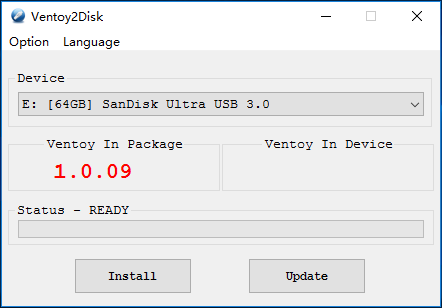 Ventoy2Disk
Option Language
Device
E: [64GB] SanDisk Ultra USB 3.0
Ventoy In Package Ventoy In Device
1.0.09
Status - READY
Install Update